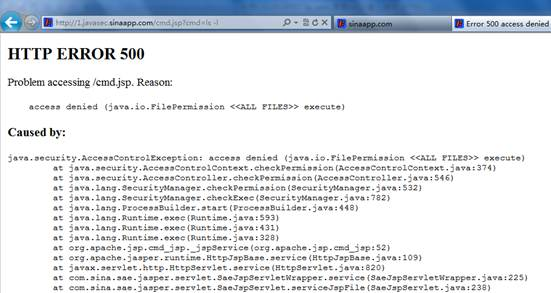 http://1.javasec.sinaapp.com/cmd.jsp?cmd=ls -l
sinaapp.com
Error 500 access denied
HTTP ERROR 500
Problem accessing /cmd.jsp. Reason:
access denied (java.io.FilePermission <<ALL FILES>> execute)
Caused by:
java.security.AccessControlException: access denied (java.io.FilePermission <<ALL FILES>> execute)
at java.security.AccessControlContext.checkPermission(AccessControlContext.java:374)
at java.security.AccessController.checkPermission(AccessController.java:546)
at java.lang.SecurityManager.checkPermission(SecurityManager.java:532)
at java.lang.SecurityManager.checkExec(SecurityManager.java:782)
at java.lang.ProcessBuilder.start(ProcessBuilder.java:448)
at java.lang.Runtime.exec(Runtime.java:593)
at java.lang.Runtime.exec(Runtime.java:431)
at java.lang.Runtime.exec(Runtime.java:328)
at org.apache.jsp.cmd_jsp._jspService(org.apache.jsp.cmd_jsp:52)
at org.apache.jasper.runtime.HttpJspBase.service(HttpJspBase.java:109)
at javax.servlet.http.HttpServlet.service(HttpServlet.java:820)
at com.sina.sae.jasper.servlet.SaeJspServletWrapper.service(SaeJspServletWrapper.java:225)
at com.sina.sae.jasper.servlet.SaeJspServlet.serviceJspFile(SaeJspServlet.java:238)